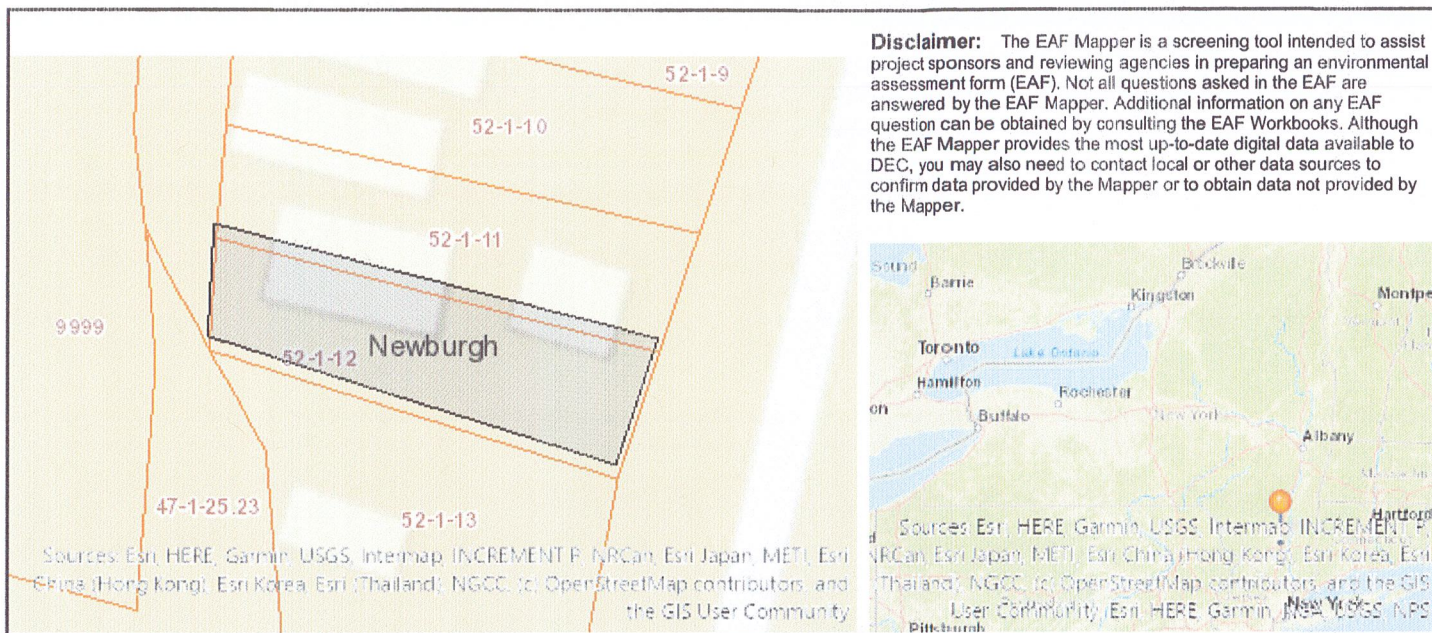 Disclaimer: The EAF Mapper is a screening tool intended to assist
project sponsors and reviewing agencies in preparing an environmental
assessment form (EAF). Not all questions asked in the EAF are
answered by the EAF Mapper. Additional information on any EAF
question can be obtained by consulting the EAF Workbooks. Although
the EAF Mapper provides the most up-to-date digital data available to
DEC, you may also need to contact local or other data sources to
confirm data provided by the Mapper or to obtain data not provided by
the Mapper.
52-1-9
52-1-10
52-1-11
9999
52-1-12
Newburgh
47-1-25.23
52-1-13
Sources: Esri, HERE, Garmin, USGS, Intermap, INCREMENT P, NRCan, Esri Japan, METI, Esri
China (Hong Kong), Esri Korea, Esri (Thailand), NGCC, (c) OpenStreetMap contributors, and
the GIS User Community
Sound
Barrie
Brockville
Kingston
Montpe
Toronto
Lake Ontario
Hamilton
Rochester
on
Buffalo
New York
Albany
Hartford
Sources: Esri, HERE, Garmin, USGS, Intermap, INCREMENT P,
NRCan, Esri Japan, METI, Esri China (Hong Kong), Esri Korea, Esri
(Thailand), NGCC, (c) OpenStreetMap contributors, and the GIS
User Community, Esri, HERE, Garmin, USGS, NPS
New York
Pittsburgh